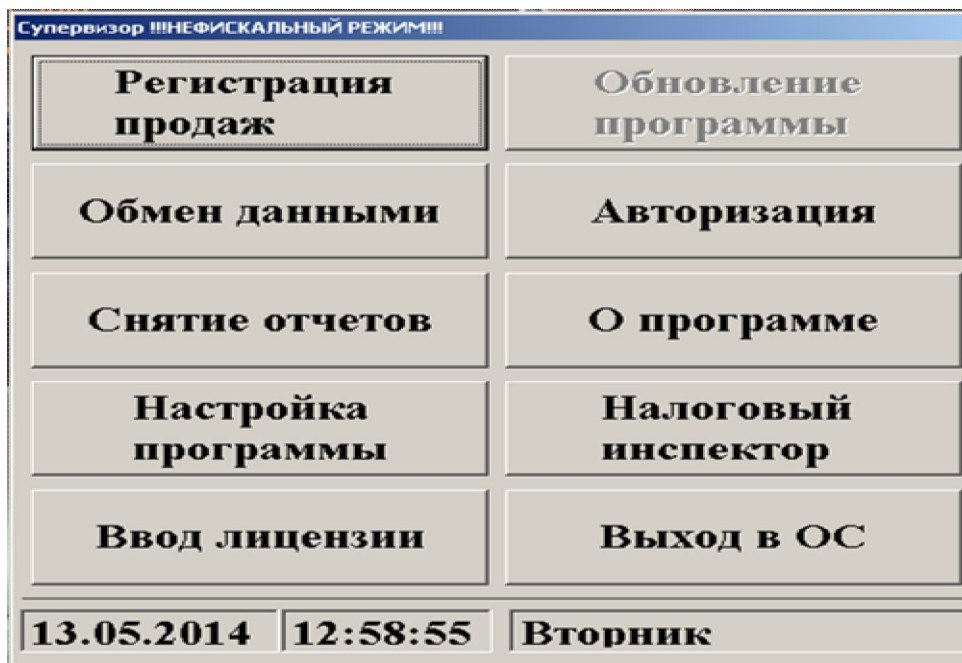 Супервизор !!!НЕФИСКАЛЬНЫЙ РЕЖИМ!!!
Регистрация
продаж
Обновление
программы
Обмен данными
Авторизация
Снятие отчетов
О программе
Настройка
программы
Налоговый
инспектор
Ввод лицензии
Выход в ОС
13.05.2014
12:58:55
Вторник